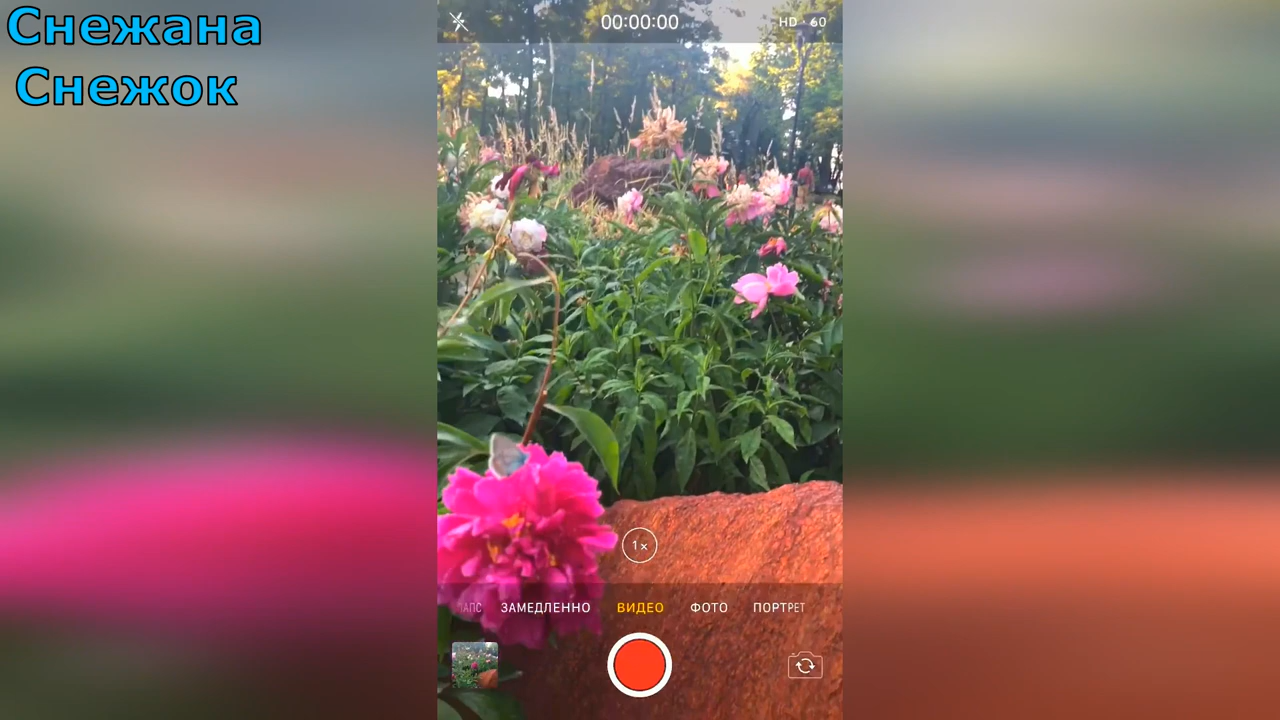 Снежана
Снежок
00:00:00
HD · 60
1×
ЗАМЕДЛЕННО ВИДЕО ФОТО ПОРТРЕТ